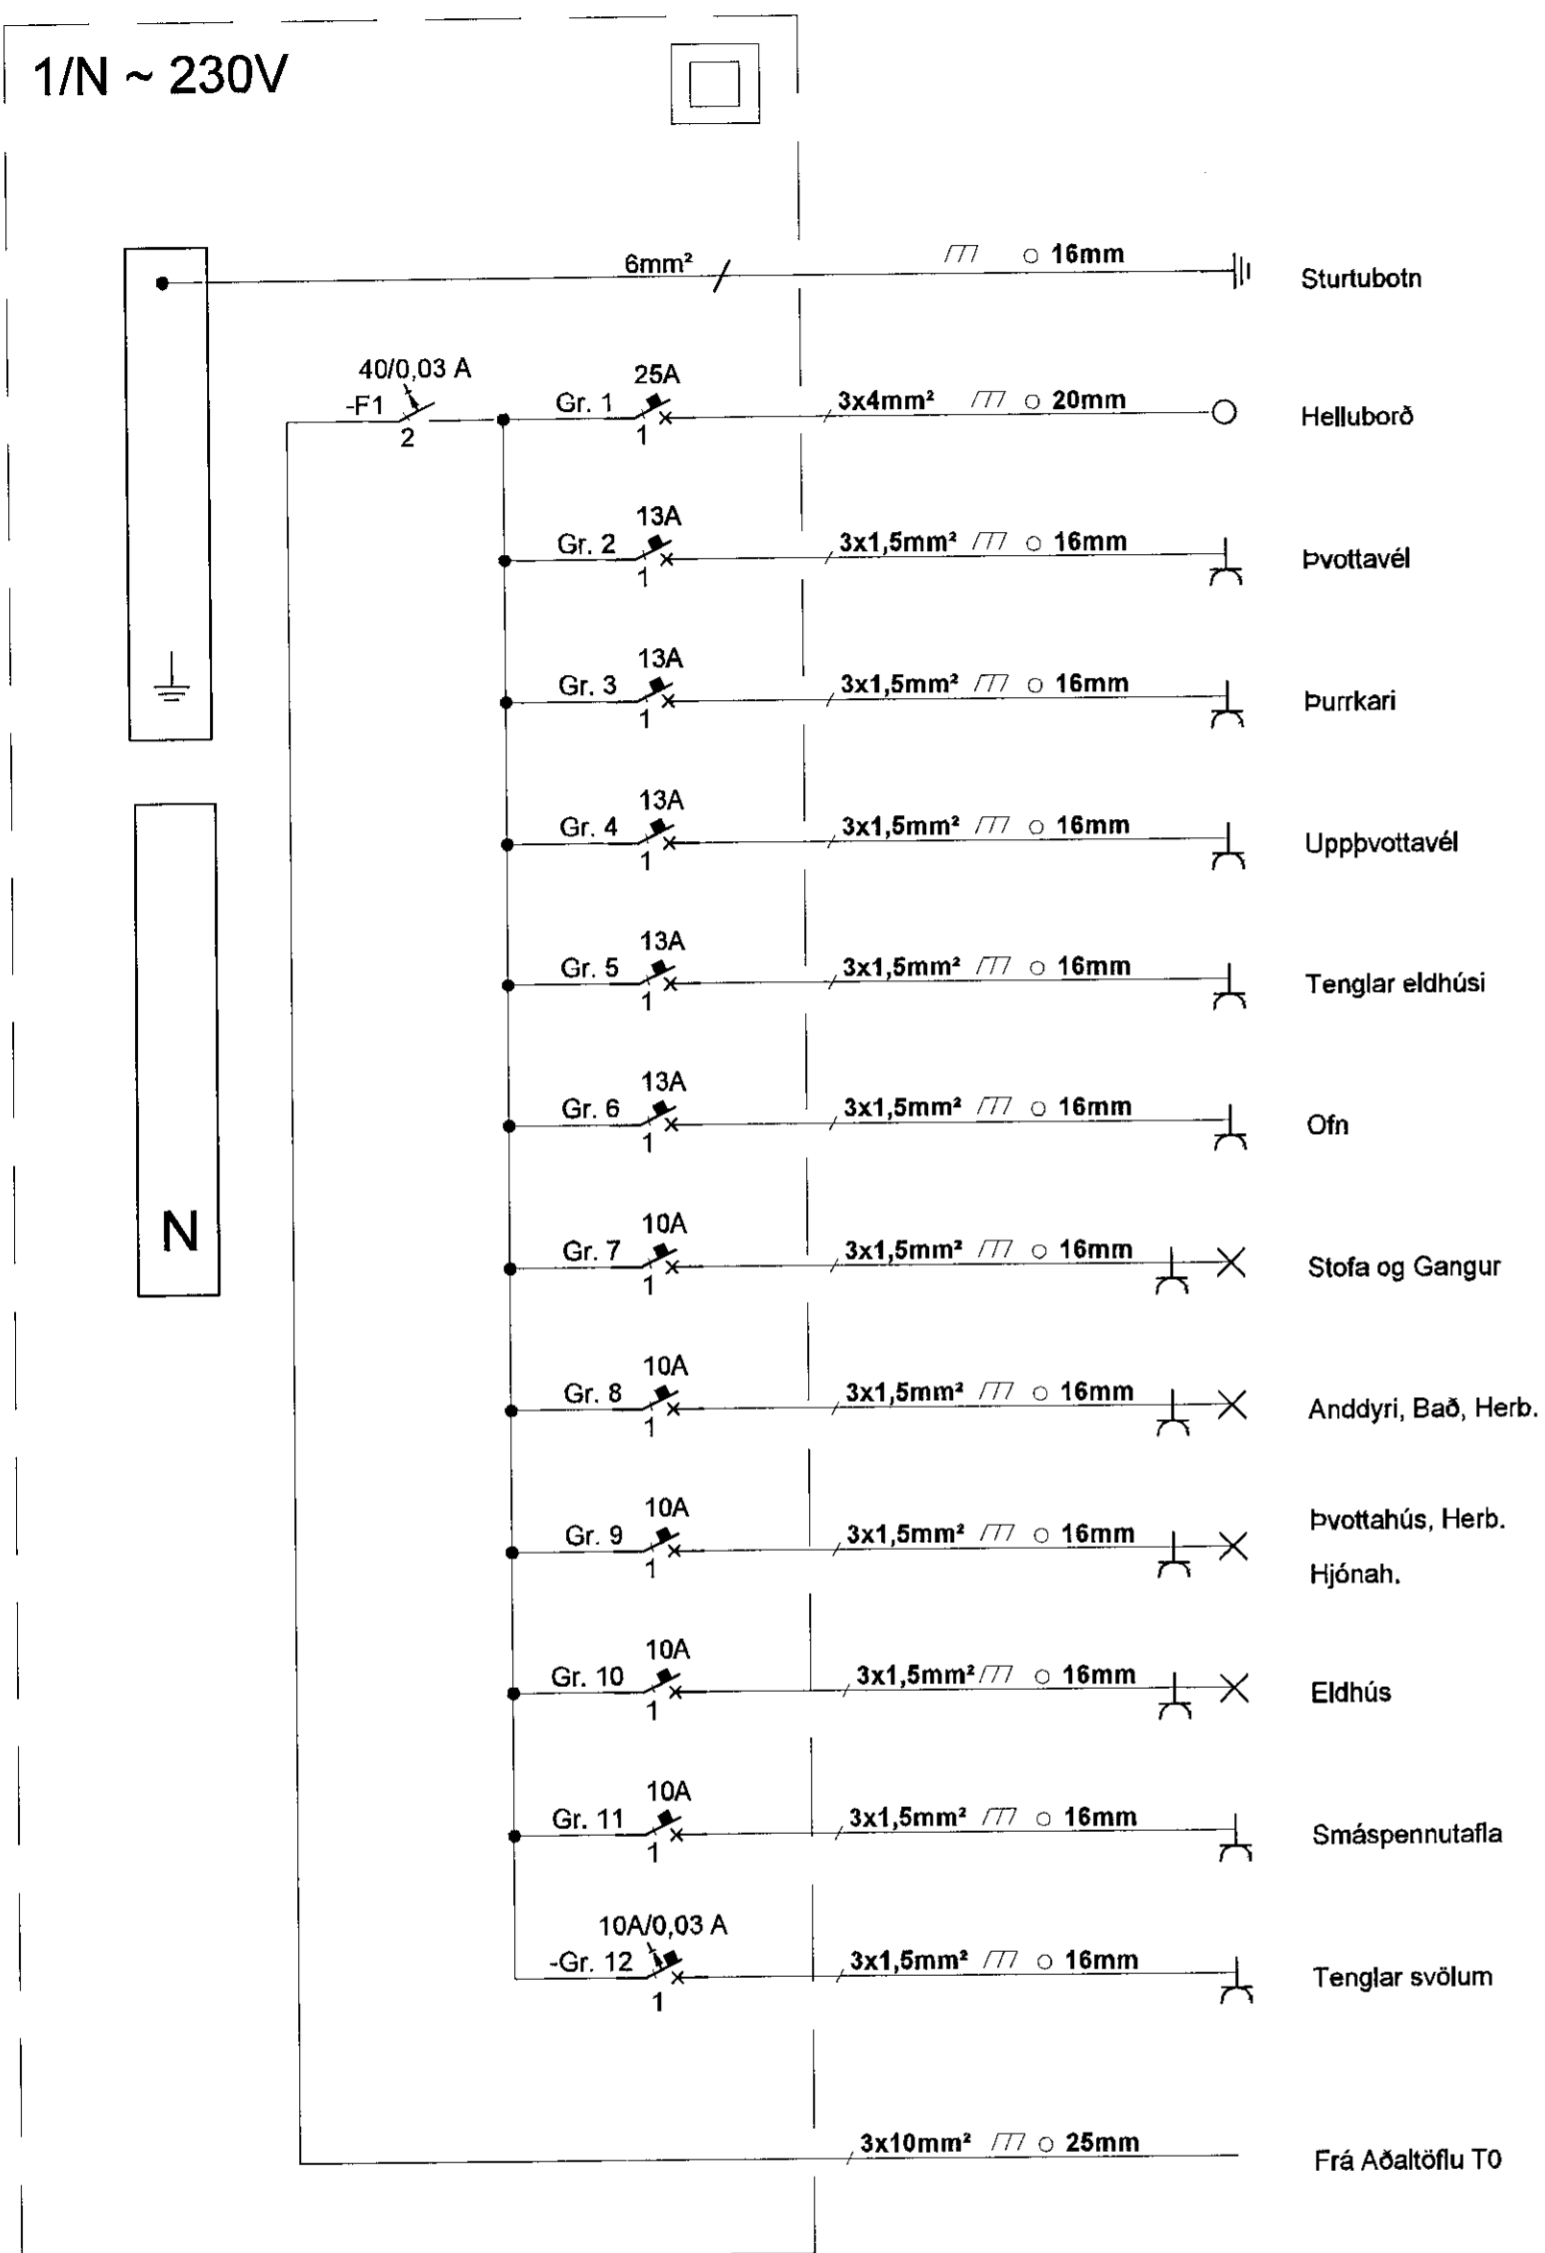 1/N ~ 230V
6mm² 16mm Sturtubotn
40/0,03 A
-F1
2
25A
Gr. 1 3x4mm² 20mm Helluborð
1
13A
Gr. 2 3x1,5mm² 16mm Þvottavél
1
13A
Gr. 3 3x1,5mm² 16mm Þurrkari
1
13A
Gr. 4 3x1,5mm² 16mm Uppþvottavél
1
13A
Gr. 5 3x1,5mm² 16mm Tenglar eldhúsi
1
13A
Gr. 6 3x1,5mm² 16mm Ofn
1
N
10A
Gr. 7 3x1,5mm² 16mm Stofa og Gangur
1
10A
Gr. 8 3x1,5mm² 16mm Anddyri, Bað, Herb.
1
10A
Gr. 9 3x1,5mm² 16mm Þvottahús, Herb.
Hjónah.
1
10A
Gr. 10 3x1,5mm² 16mm Eldhús
1
10A
Gr. 11 3x1,5mm² 16mm Smáspennutafla
1
10A/0,03 A
-Gr. 12 3x1,5mm² 16mm Tenglar svölum
1
3x10mm² 25mm Frá Aðaltöflu T0